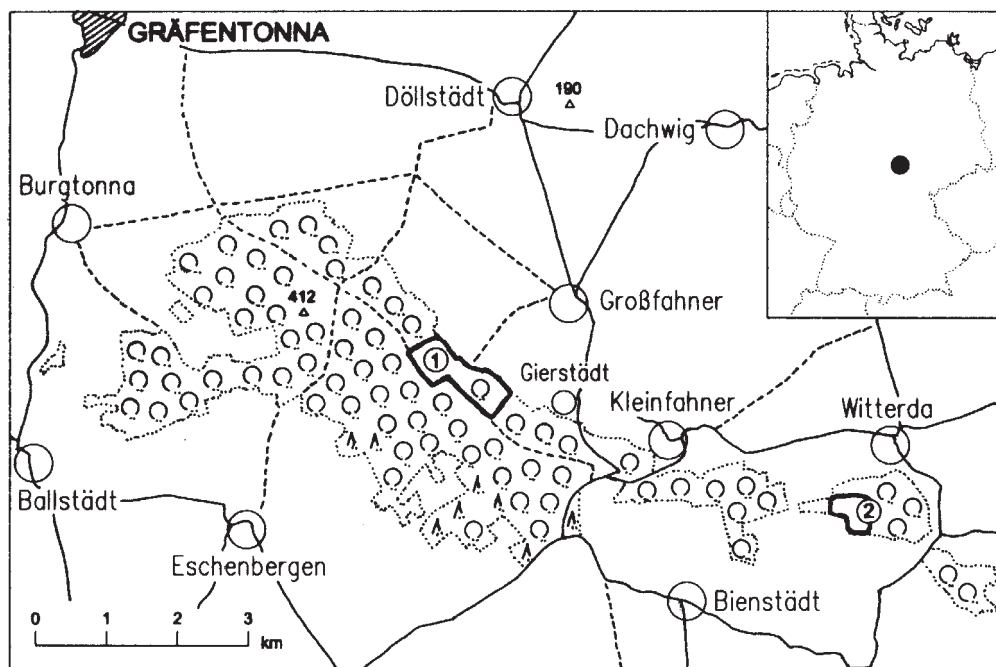 GRÄFENTONNA
Döllstädt
190
Dachwig
Burgtonna
412
Großfahner
1
Gierstädt
Kleinfahner
Witterda
Ballstädt
2
Eschenbergen
Bienstädt
0 1 2 3
km